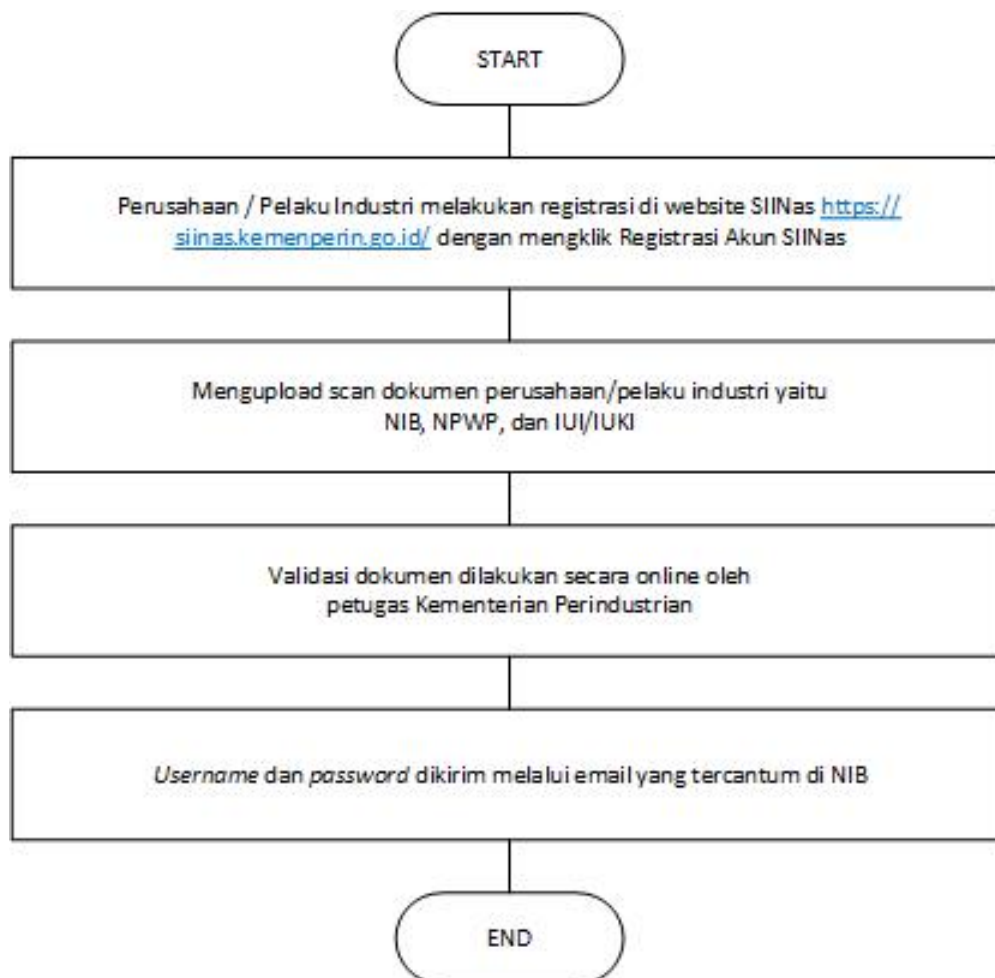 START
Perusahaan / Pelaku Industri melakukan registrasi di website SIINas https://
siinas.kemenperin.go.id/ dengan mengklik Registrasi Akun SIINas
Mengupload scan dokumen perusahaan/pelaku industri yaitu
NIB, NPWP, dan IUI/IUKI
Validasi dokumen dilakukan secara online oleh
petugas Kementerian Perindustrian
Username dan password dikirim melalui email yang tercantum di NIB
END